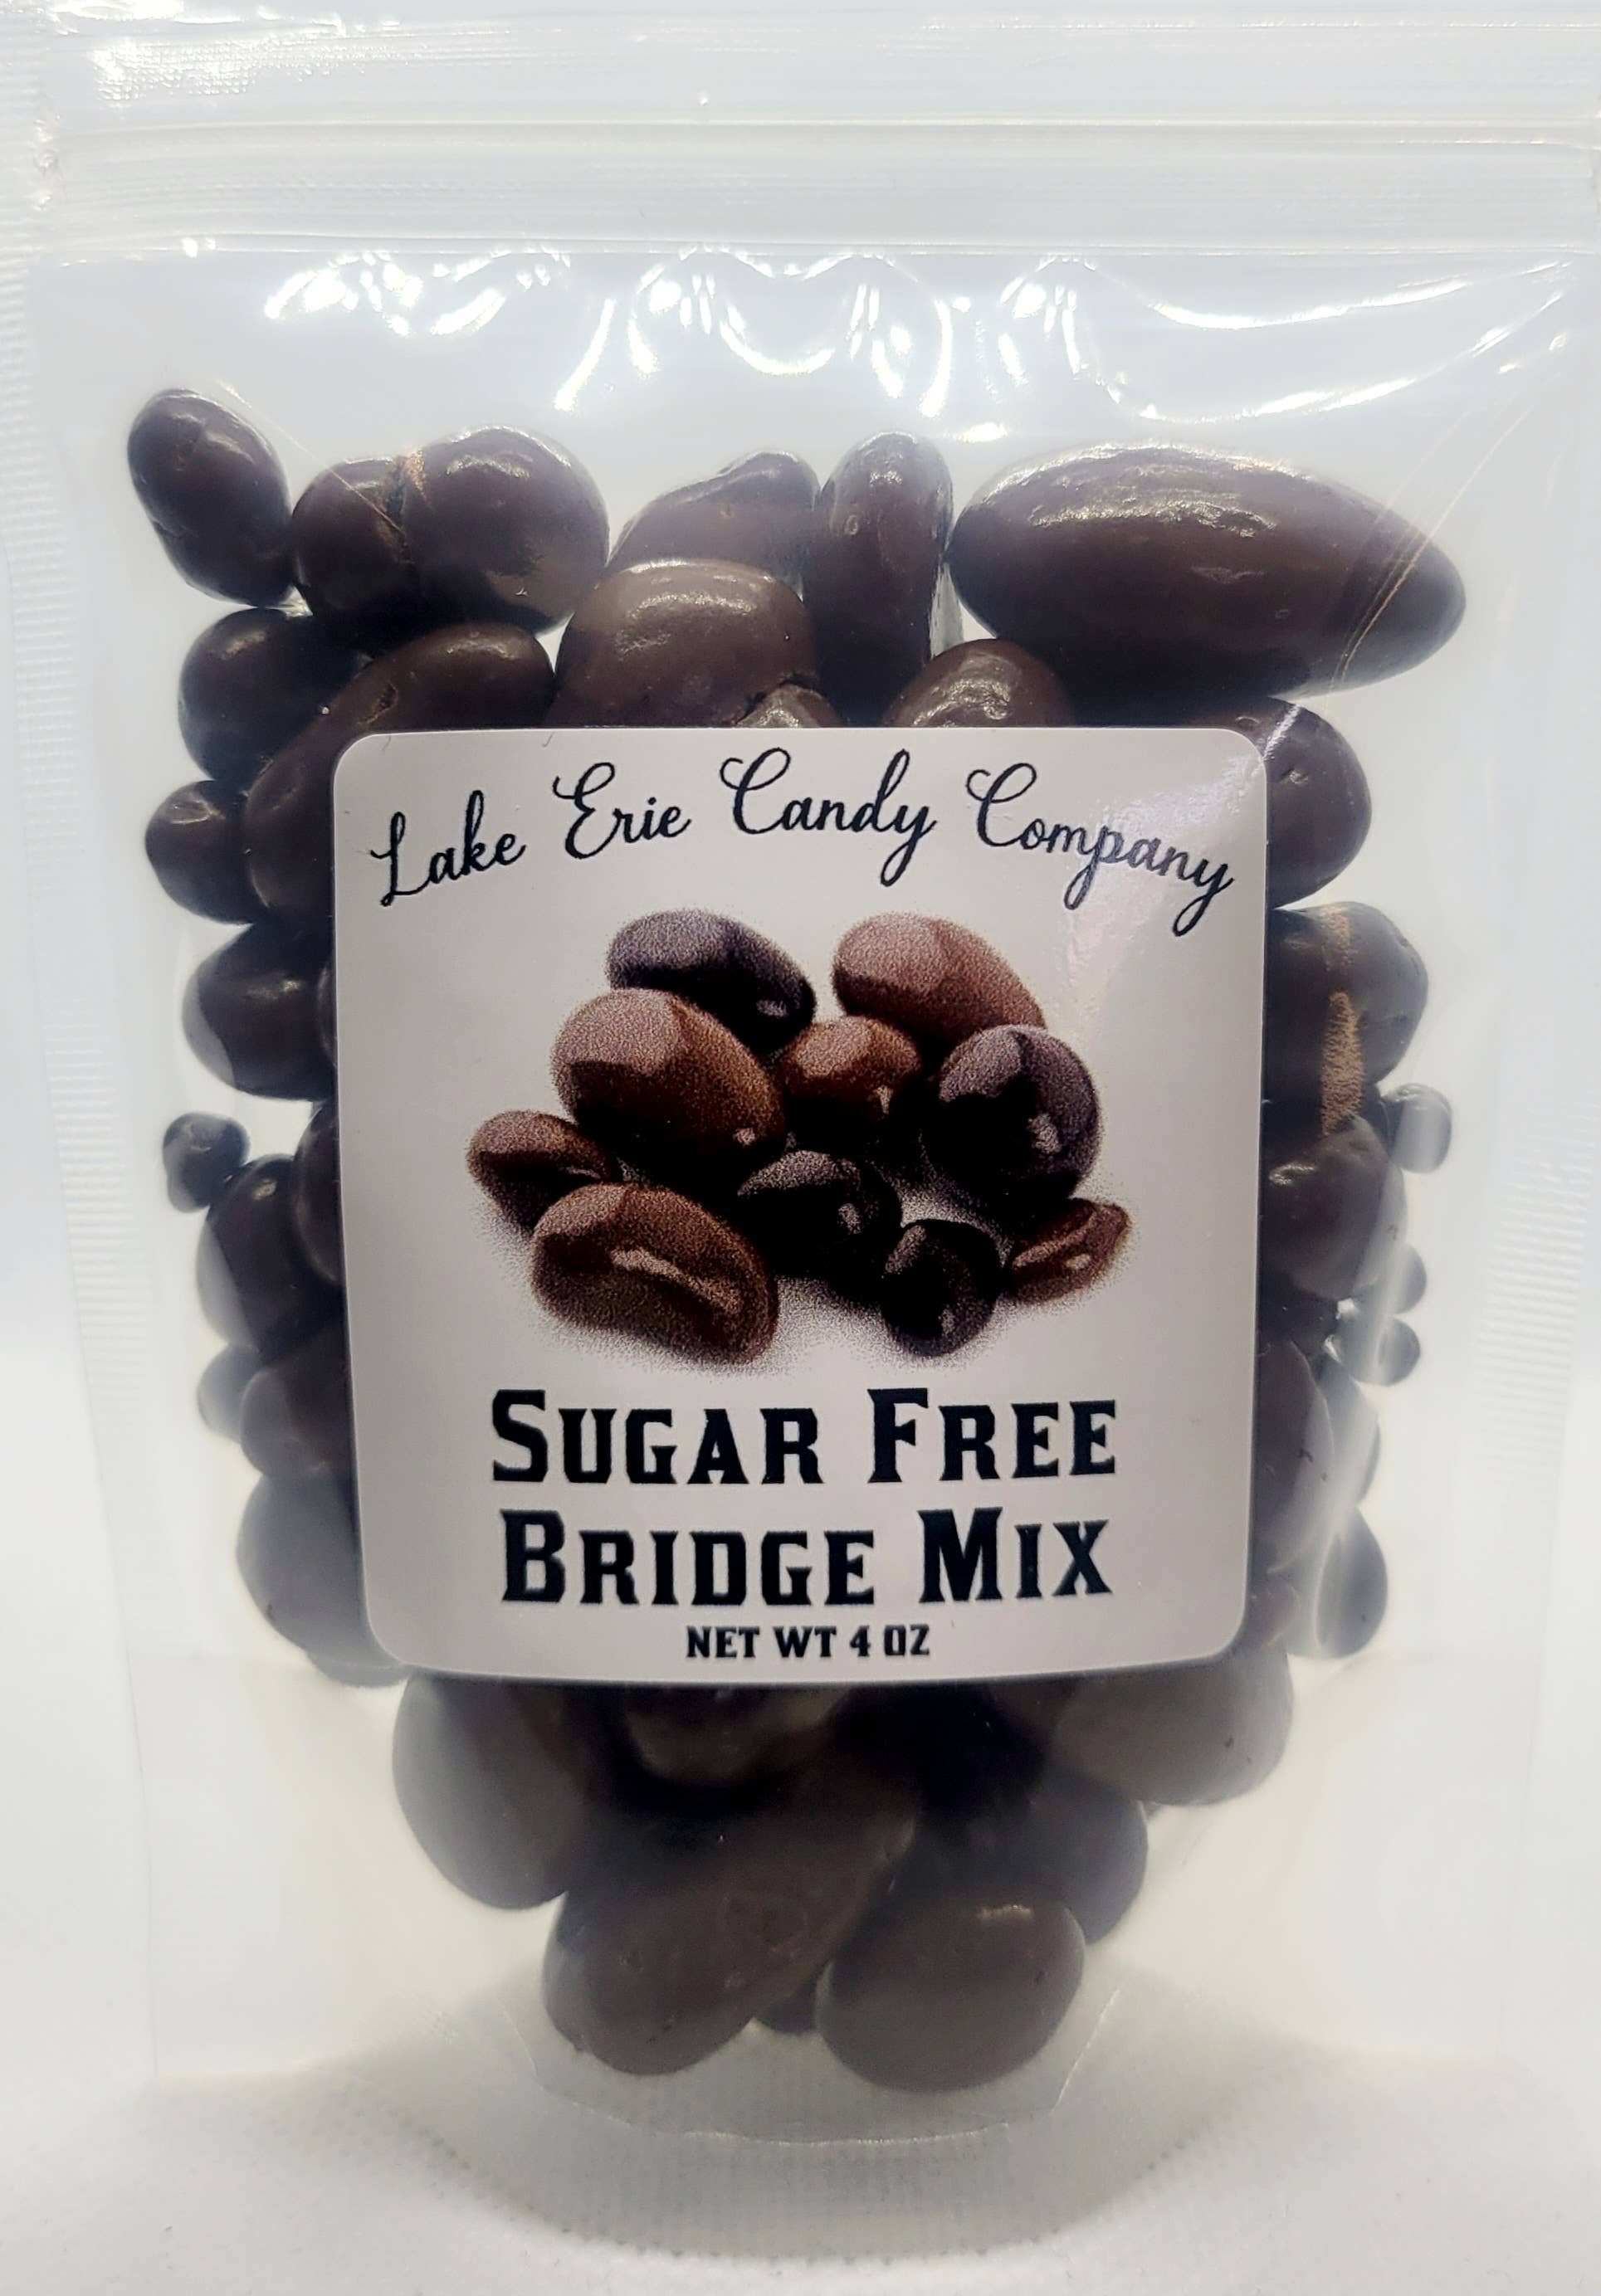 Lake Erie Candy Company
SUGAR FREE
BRIDGE MIX
NET WT 4 OZ